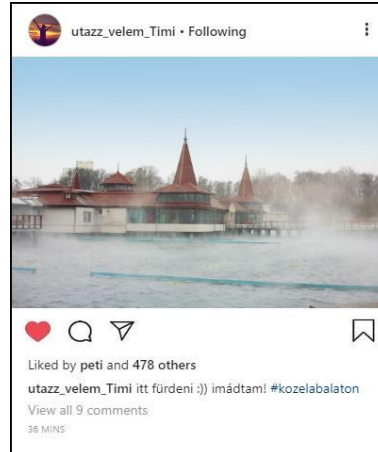 utazz_velem_Timi • Following
Liked by peti and 478 others
utazz_velem_Timi itt fürdeni :)) imádtam! #kozelabalaton
View all 9 comments
36 MINS